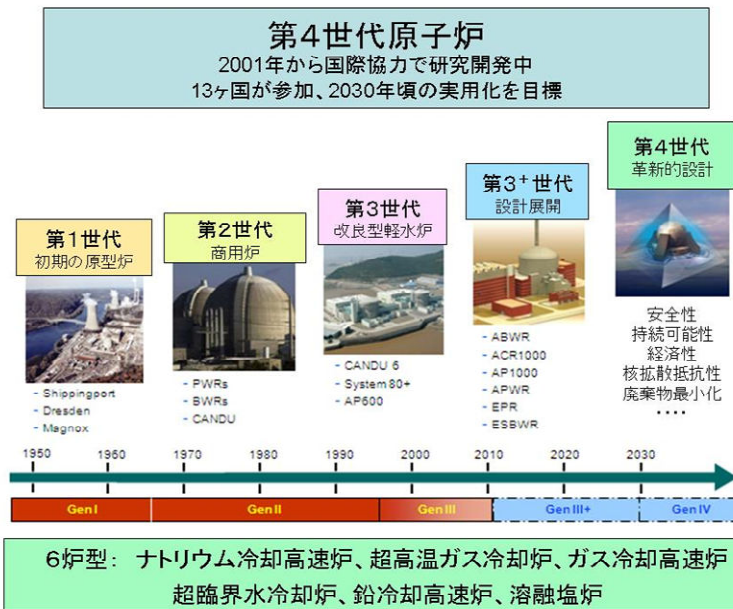 第4世代原子炉
2001年から国際協力で研究開発中
13ヶ国が参加、2030年頃の実用化を目標
第1世代
初期の原型炉
- Shippingport
- Dresden
- Magnox
第2世代
商用炉
- PWRs
- BWRs
- CANDU
第3世代
改良型軽水炉
- CANDU 6
- System 80+
- AP600
第3+世代
設計展開
- ABWR
- ACR1000
- AP1000
- APWR
- EPR
- ESBWR
第4世代
革新的設計
安全性
持続可能性
経済性
核拡散抵抗性
廃棄物最小化
・・・・
1950 1960 1970 1980 1990 2000 2010 2020 2030
Gen I Gen II Gen III Gen III+ Gen IV
6炉型: ナトリウム冷却高速炉、超高温ガス冷却炉、ガス冷却高速炉
超臨界水冷却炉、鉛冷却高速炉、溶融塩炉